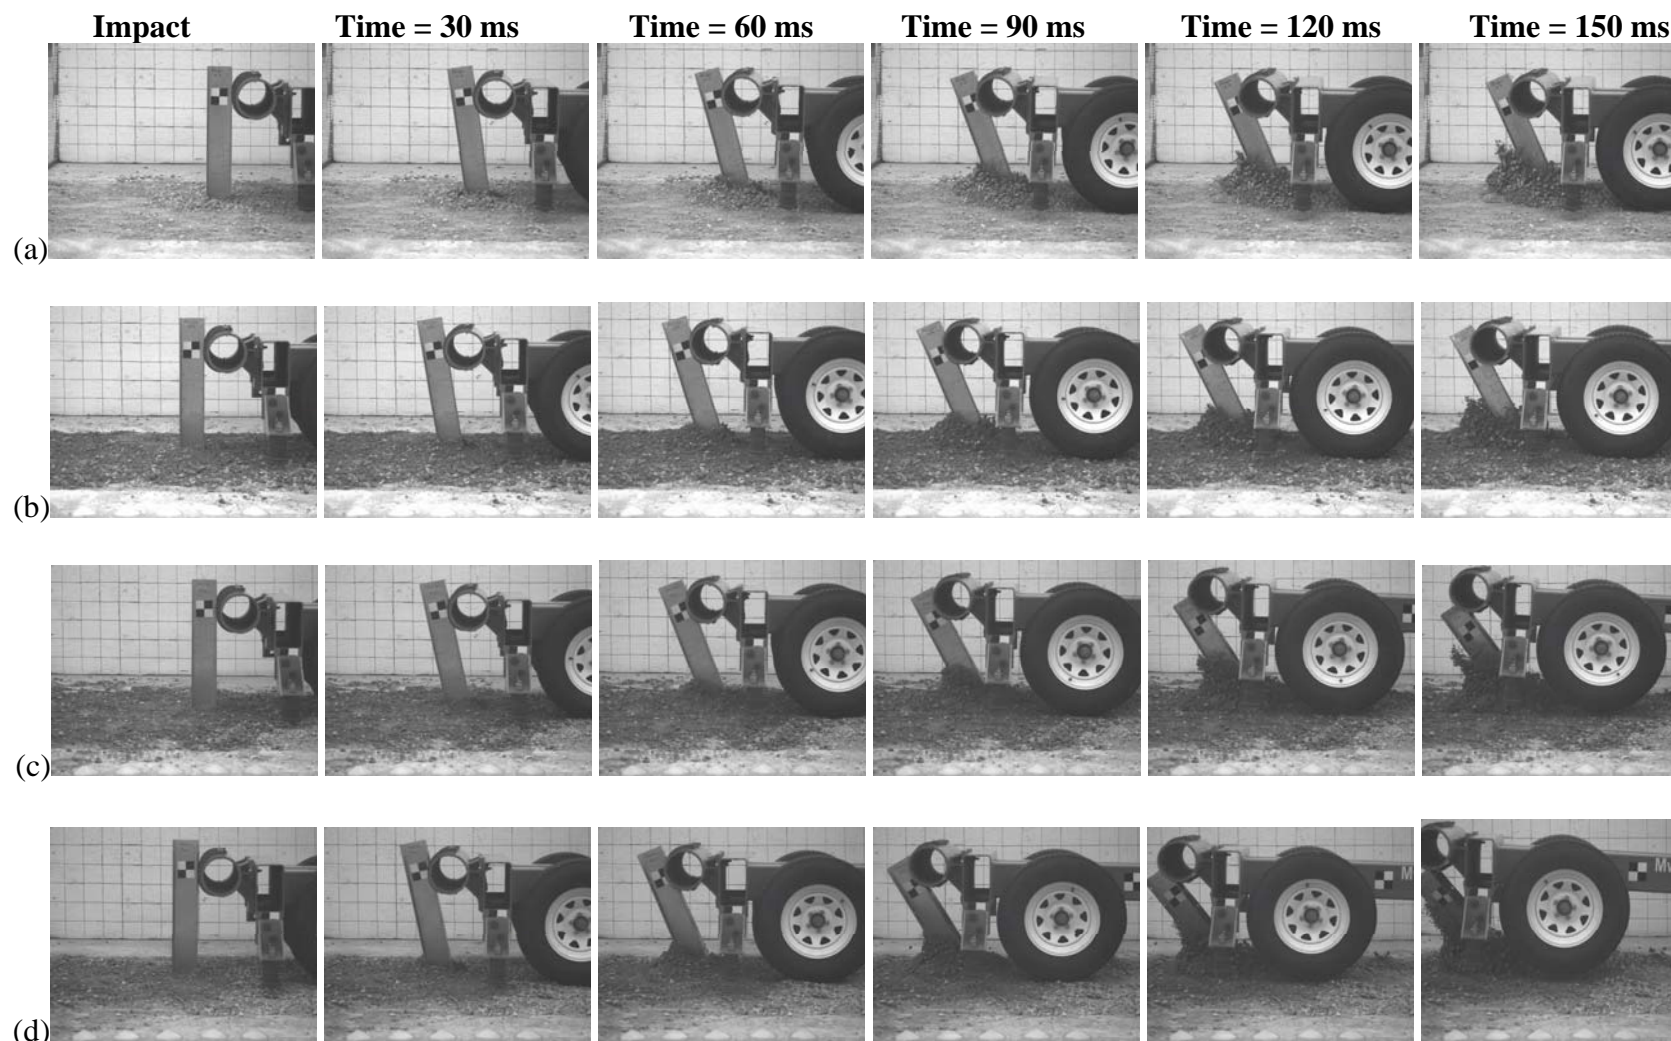 Impact Time = 30 ms Time = 60 ms Time = 90 ms Time = 120 ms Time = 150 ms
(a)
(b)
(c)
M
(d)